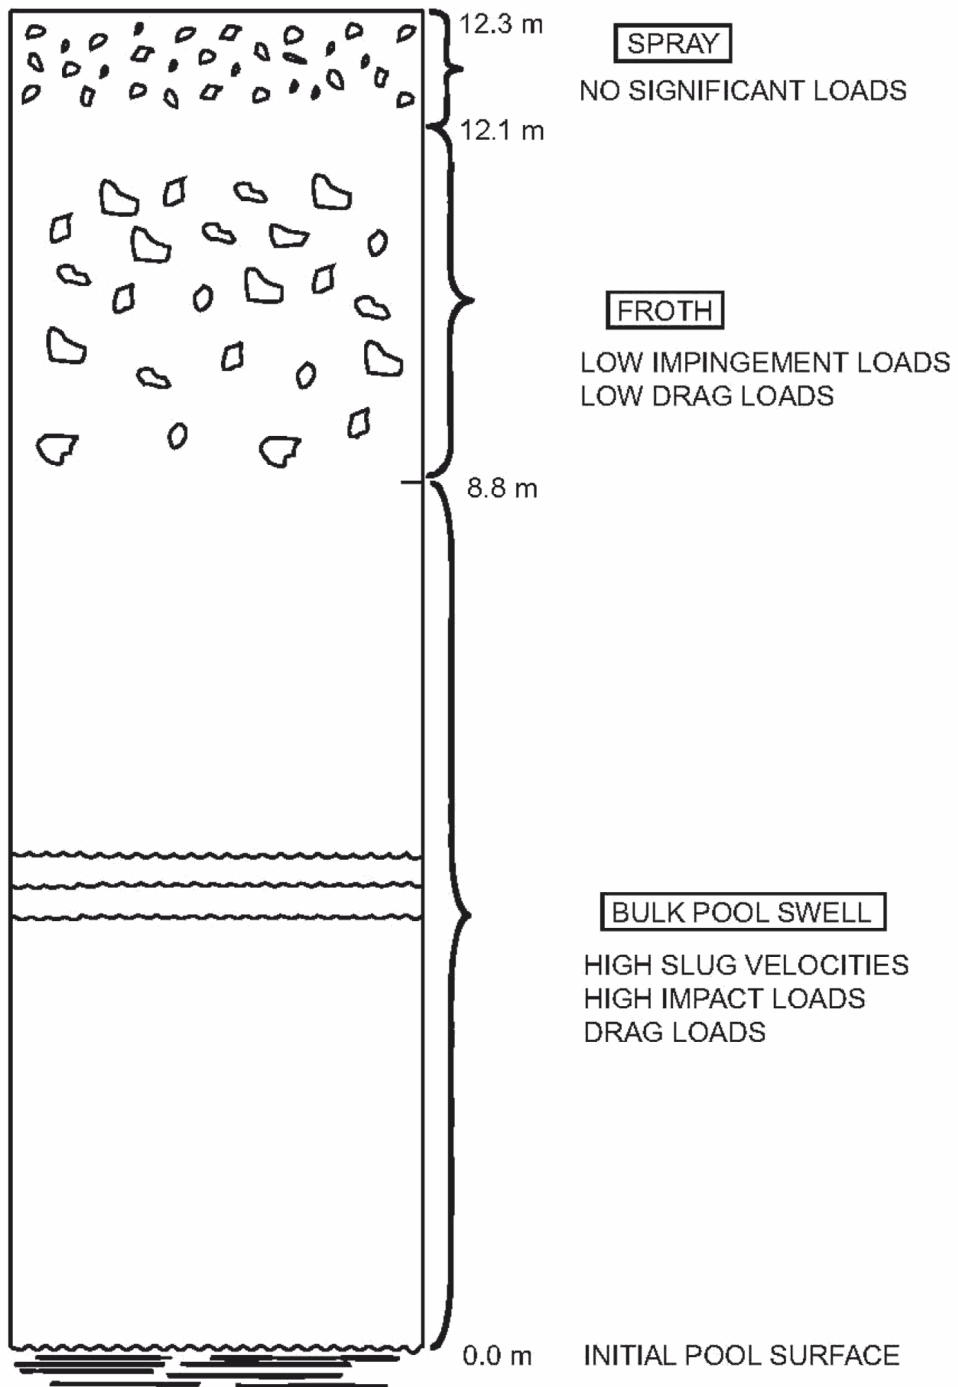 12.3 m
SPRAY
NO SIGNIFICANT LOADS
12.1 m
FROTH
LOW IMPINGEMENT LOADS
LOW DRAG LOADS
8.8 m
BULK POOL SWELL
HIGH SLUG VELOCITIES
HIGH IMPACT LOADS
DRAG LOADS
0.0 m INITIAL POOL SURFACE